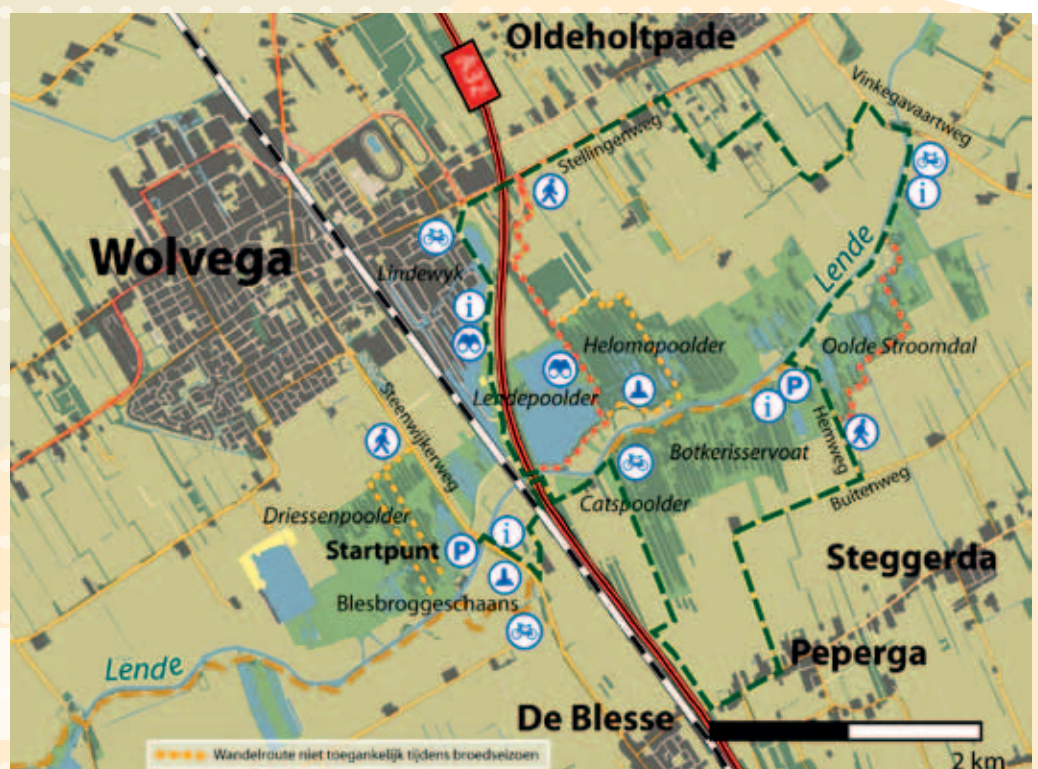 Oldeholtpade
A32
Vinkegavaartweg
Stellingenweg
i
Wolvega
Lindewyk
Lende
i
Helomapoolder
Oolde Stroomdal
Lendepoolder
P
i
Steenwijkerweg
Hemweg
Botkerisservoat
Buitenweg
Driessenpoolder
Catspoolder
i
Startpunt P
Steggerda
Blesbroggeschaans
Lende
Peperga
De Blesse
Wandelroute niet toegankelijk tijdens broedseizoen
2 km